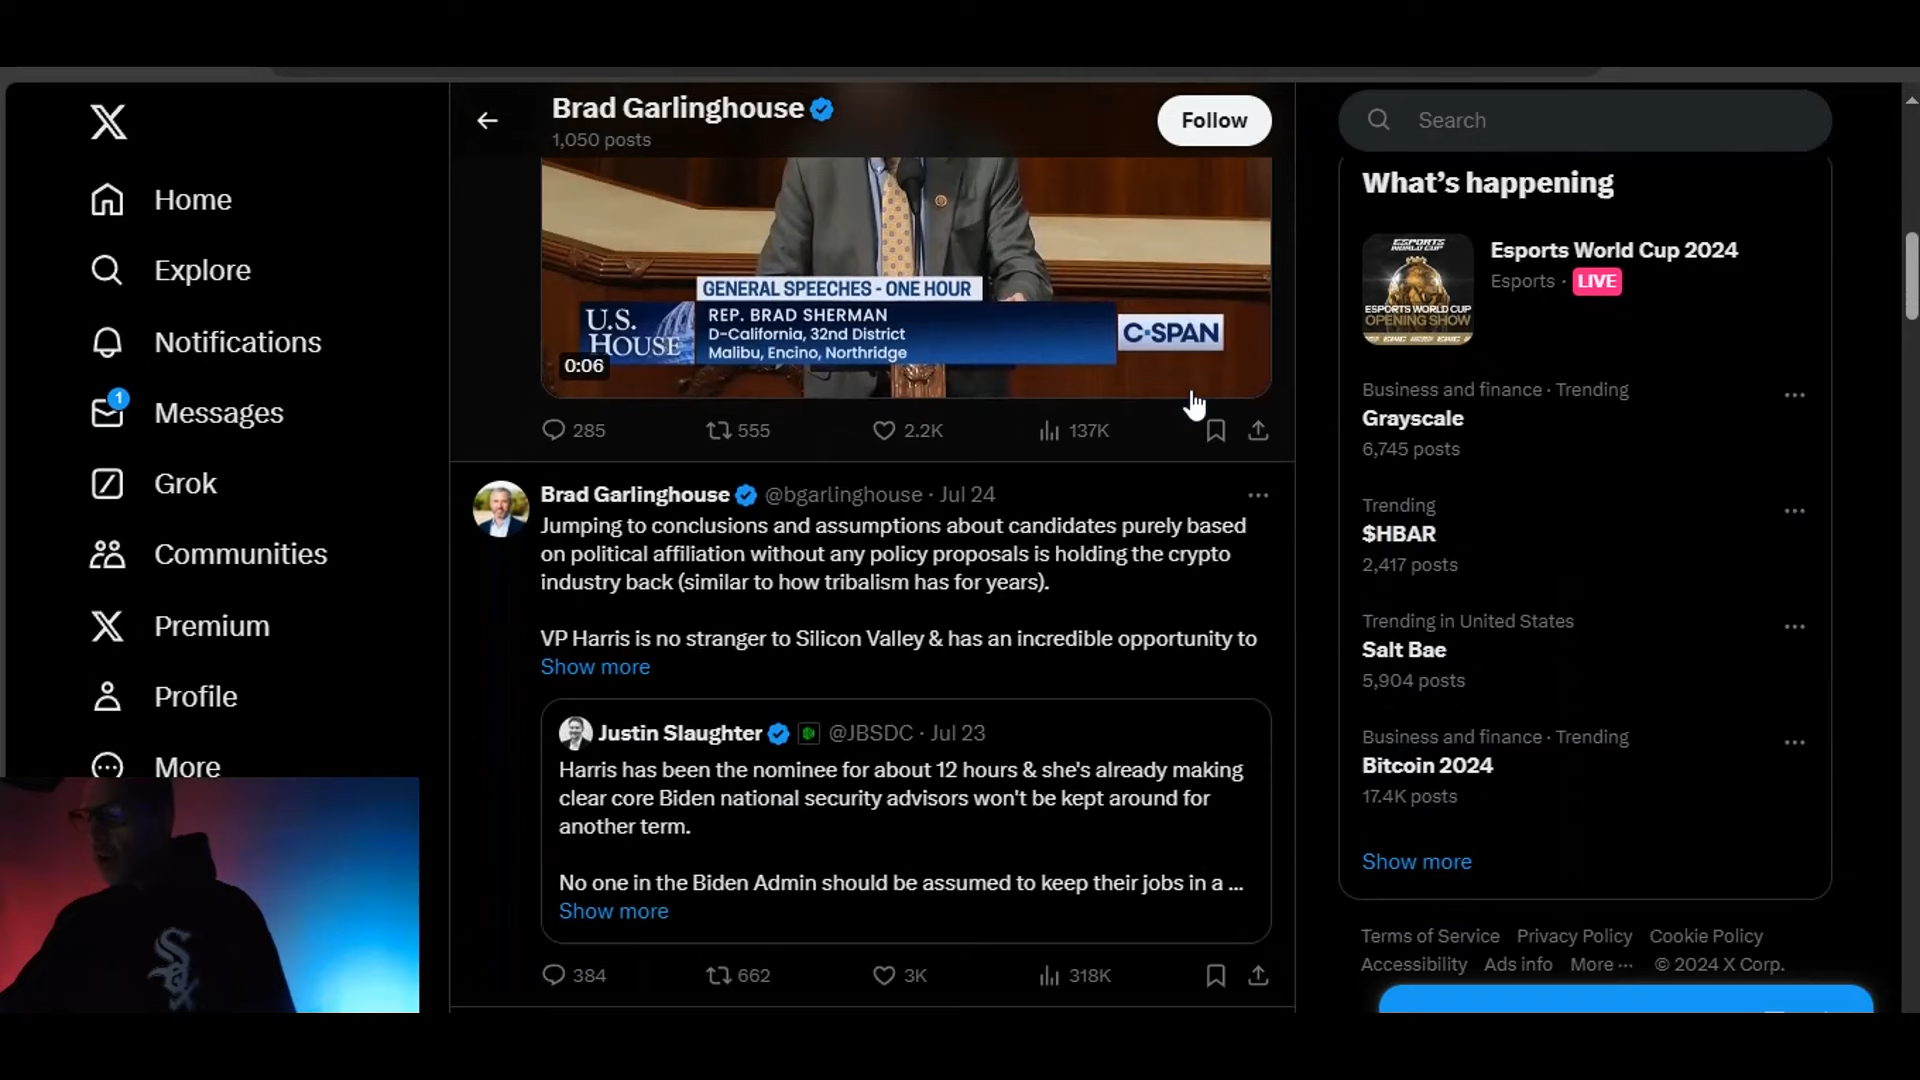 Home
Explore
Notifications
1
Messages
Grok
Communities
Premium
Profile
More
SOX
Brad Garlinghouse
1,050 posts
Follow
GENERAL SPEECHES - ONE HOUR
U.S. HOUSE
REP. BRAD SHERMAN
D-California, 32nd District
Malibu, Encino, Northridge
C-SPAN
0:06
285 555 2.2K 137K
Brad Garlinghouse @bgarlinghouse · Jul 24
Jumping to conclusions and assumptions about candidates purely based
on political affiliation without any policy proposals is holding the crypto
industry back (similar to how tribalism has for years).
VP Harris is no stranger to Silicon Valley & has an incredible opportunity to
Show more
Justin Slaughter @JBSDC · Jul 23
Harris has been the nominee for about 12 hours & she's already making
clear core Biden national security advisors won't be kept around for
another term.
No one in the Biden Admin should be assumed to keep their jobs in a ...
Show more
384 662 3K 318K
Search
What's happening
ESPORTS
WORLD CUP
ESPORTS WORLD CUP
OPENING SHOW
Esports World Cup 2024
Esports · LIVE
Business and finance · Trending
Grayscale
6,745 posts
Trending
$HBAR
2,417 posts
Trending in United States
Salt Bae
5,904 posts
Business and finance · Trending
Bitcoin 2024
17.4K posts
Show more
Terms of Service Privacy Policy Cookie Policy
Accessibility Ads info More ··· © 2024 X Corp.